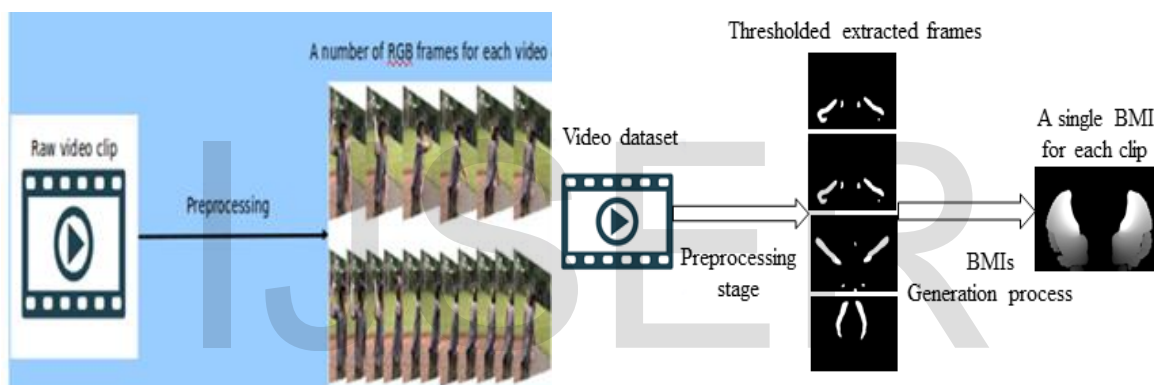 A number of RGB frames for each video
Raw video clip
Preprocessing
Thresholded extracted frames
Video dataset
Preprocessing
stage
BMIs
Generation process
A single BMI
for each clip
IJSER